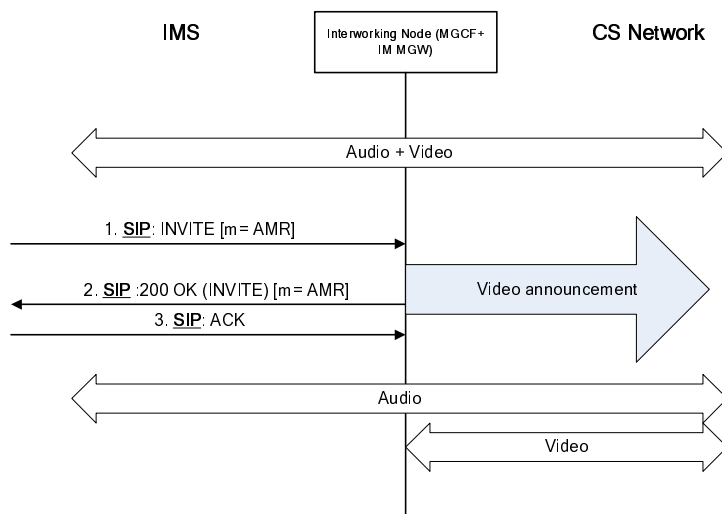 IMS
Interworking Node (MGCF+
IM MGW)
CS Network
Audio + Video
1. SIP: INVITE [m= AMR]
2. SIP :200 OK (INVITE) [m= AMR]
Video announcement
3. SIP: ACK
Audio
Video